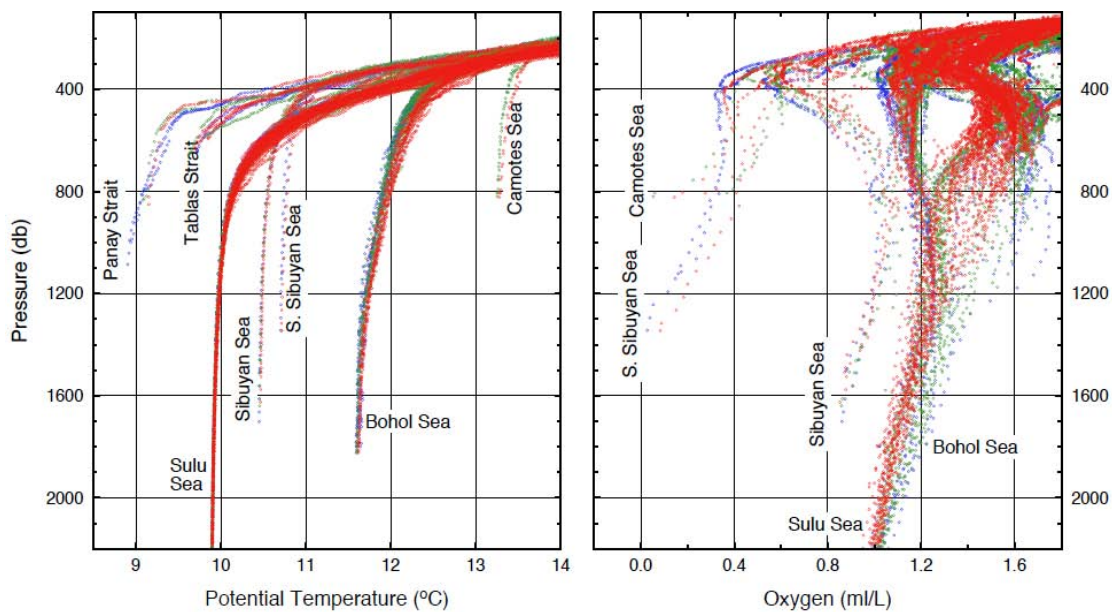 400
800
1200
1600
2000
Pressure (db)
9
10
11
12
13
14
Potential Temperature (ºC)
Panay Strait
Tablas Strait
Sulu
Sea
Sibuyan Sea
S. Sibuyan Sea
Bohol Sea
Camotes Sea
S. Sibuyan Sea
Camotes Sea
Sibuyan Sea
Bohol Sea
Sulu Sea
0.0
0.4
0.8
1.2
1.6
Oxygen (ml/L)
400
800
1200
1600
2000